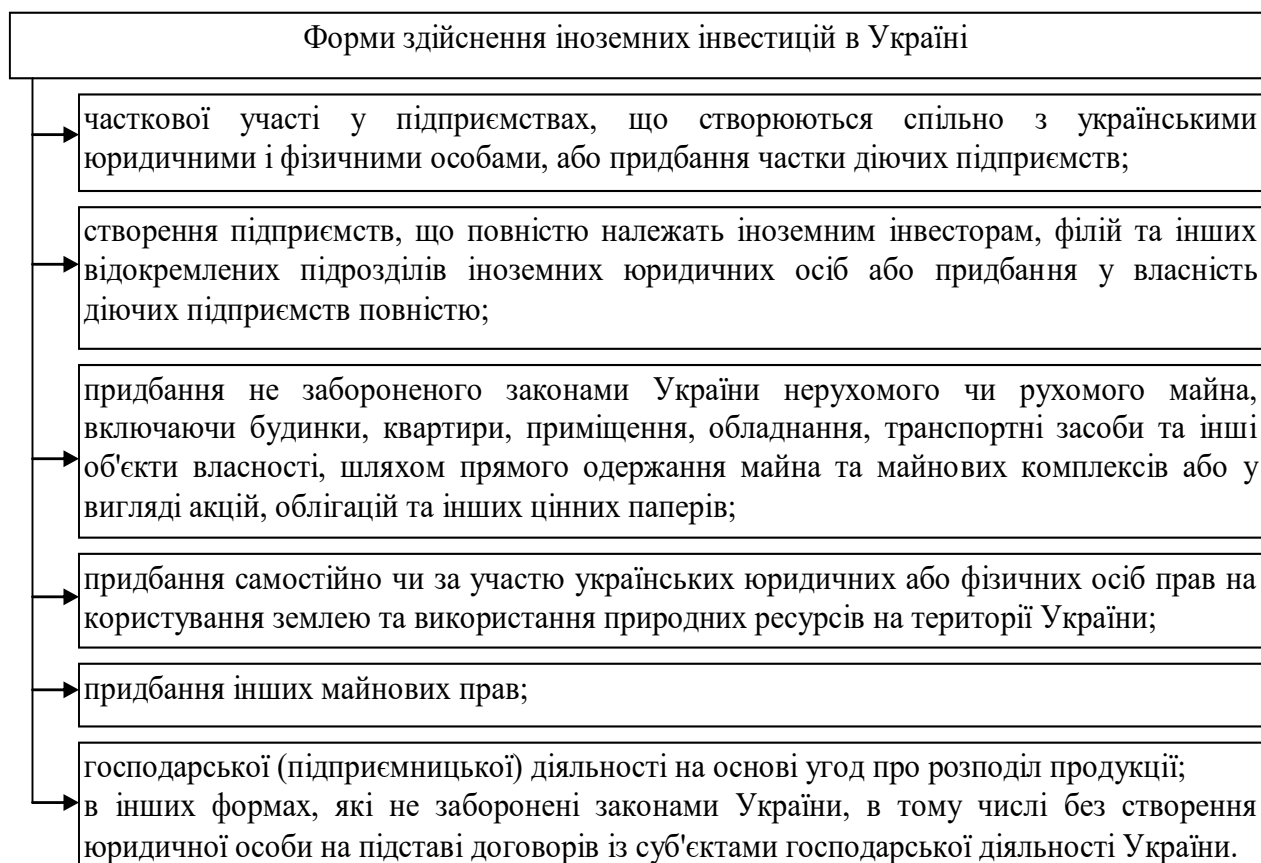 Форми здійснення іноземних інвестицій в Україні
часткової участі у підприємствах, що створюються спільно з українськими
юридичними і фізичними особами, або придбання частки діючих підприємств;
створення підприємств, що повністю належать іноземним інвесторам, філій та інших
відокремлених підрозділів іноземних юридичних осіб або придбання у власність
діючих підприємств повністю;
придбання не забороненого законами України нерухомого чи рухомого майна,
включаючи будинки, квартири, приміщення, обладнання, транспортні засоби та інші
об'єкти власності, шляхом прямого одержання майна та майнових комплексів або у
вигляді акцій, облігацій та інших цінних паперів;
придбання самостійно чи за участю українських юридичних або фізичних осіб прав на
користування землею та використання природних ресурсів на території України;
придбання інших майнових прав;
господарської (підприємницької) діяльності на основі угод про розподіл продукції;
в інших формах, які не заборонені законами України, в тому числі без створення
юридичної особи на підставі договорів із суб'єктами господарської діяльності України.